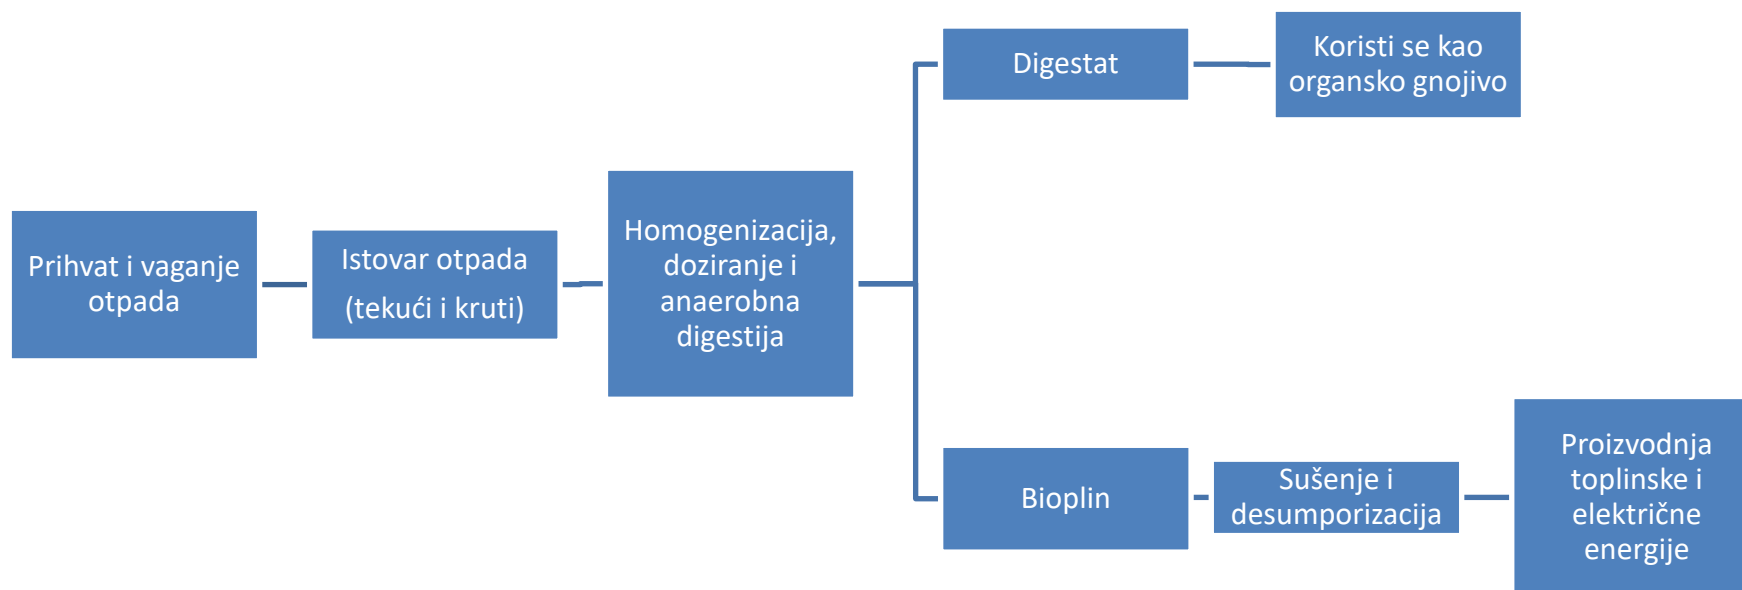 Prihvat i vaganje
otpada
Istovar otpada
(tekući i kruti)
Homogenizacija,
doziranje i
anaerobna
digestija
Digestat
Koristi se kao
organsko gnojivo
Bioplin
Sušenje i
desumporizacija
Proizvodnja
toplinske i
električne
energije